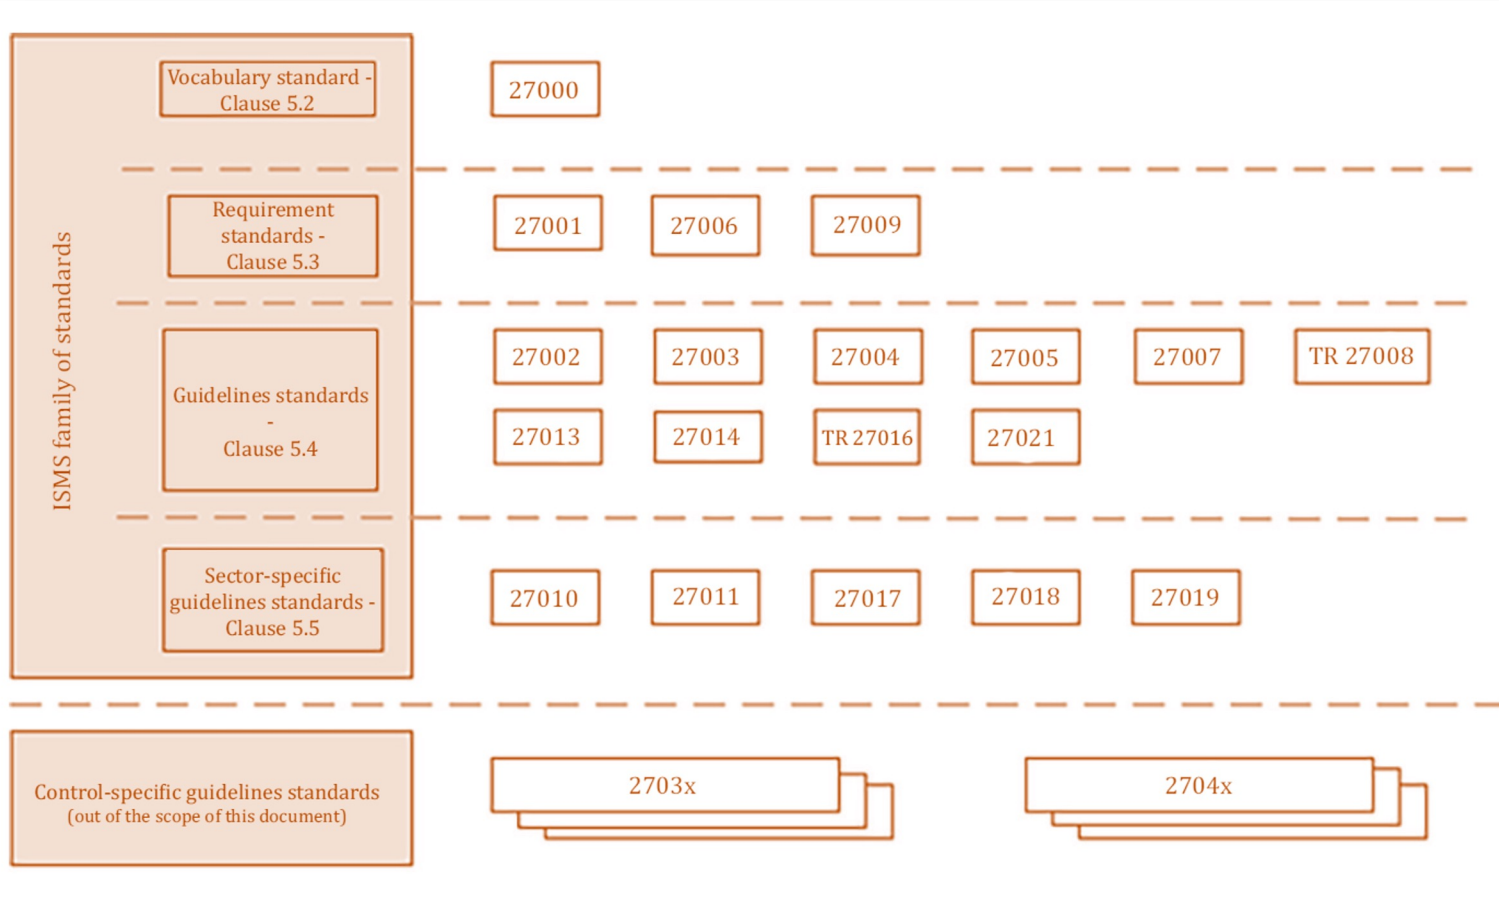 ISMS family of standards
Vocabulary standard -
Clause 5.2
27000
Requirement
standards -
Clause 5.3
27001
27006
27009
Guidelines standards
-
Clause 5.4
27002
27003
27004
27005
27007
TR 27008
27013
27014
TR 27016
27021
Sector-specific
guidelines standards -
Clause 5.5
27010
27011
27017
27018
27019
Control-specific guidelines standards
(out of the scope of this document)
2703x
2704x